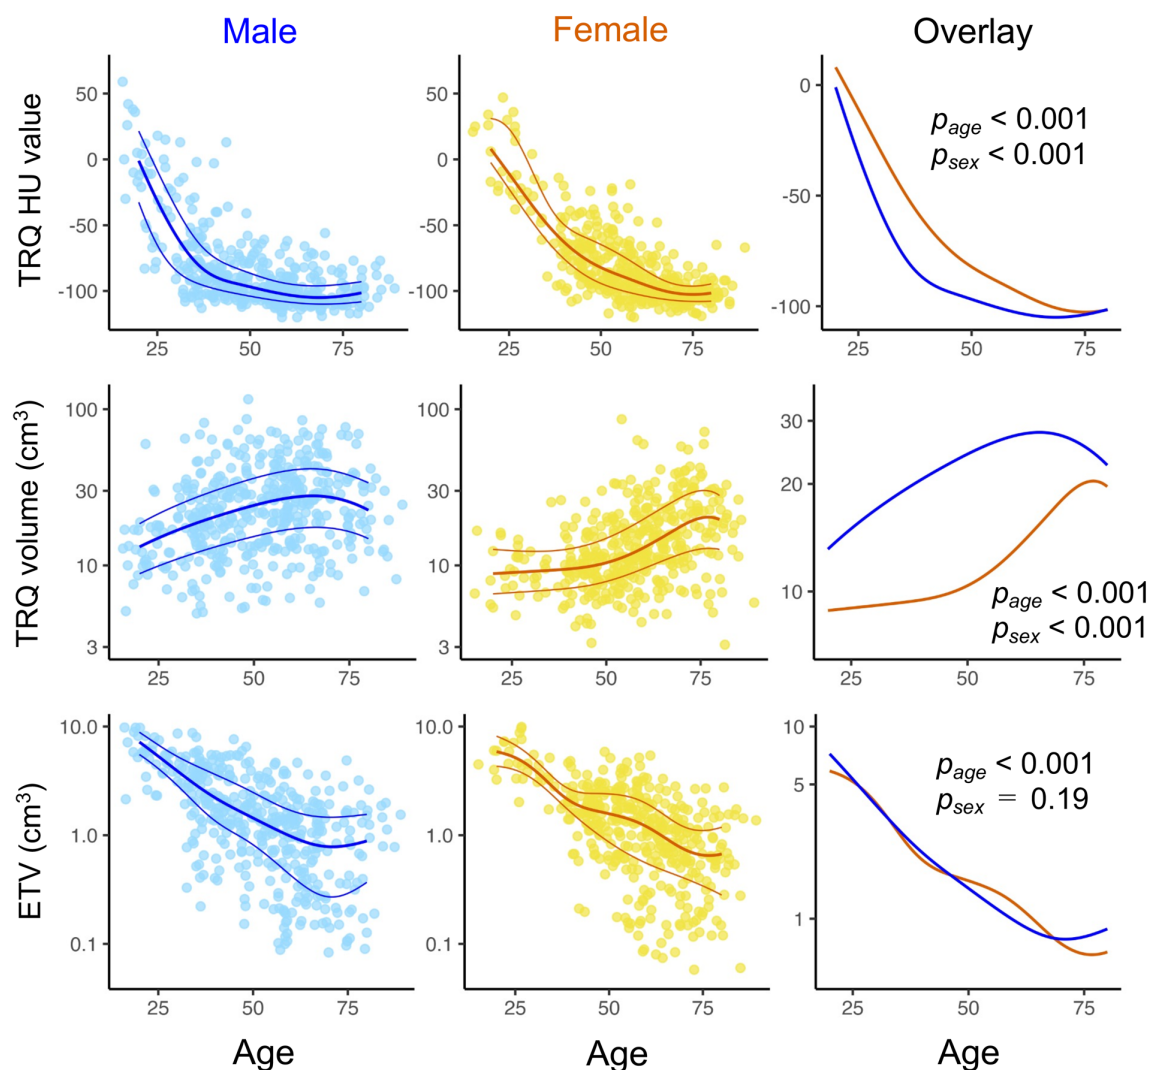 Male Female Overlay
TRQ HU value
50
0
-50
-100
25 50 75
50
0
-50
-100
25 50 75
0
-50
-100
25 50 75
p_age < 0.001
p_sex < 0.001
TRQ volume (cm³)
100
30
10
3
25 50 75
100
30
10
3
25 50 75
30
20
10
25 50 75
p_age < 0.001
p_sex < 0.001
ETV (cm³)
10.0
1.0
0.1
25 50 75
10.0
1.0
0.1
25 50 75
10
5
1
25 50 75
p_age < 0.001
p_sex = 0.19
Age Age Age